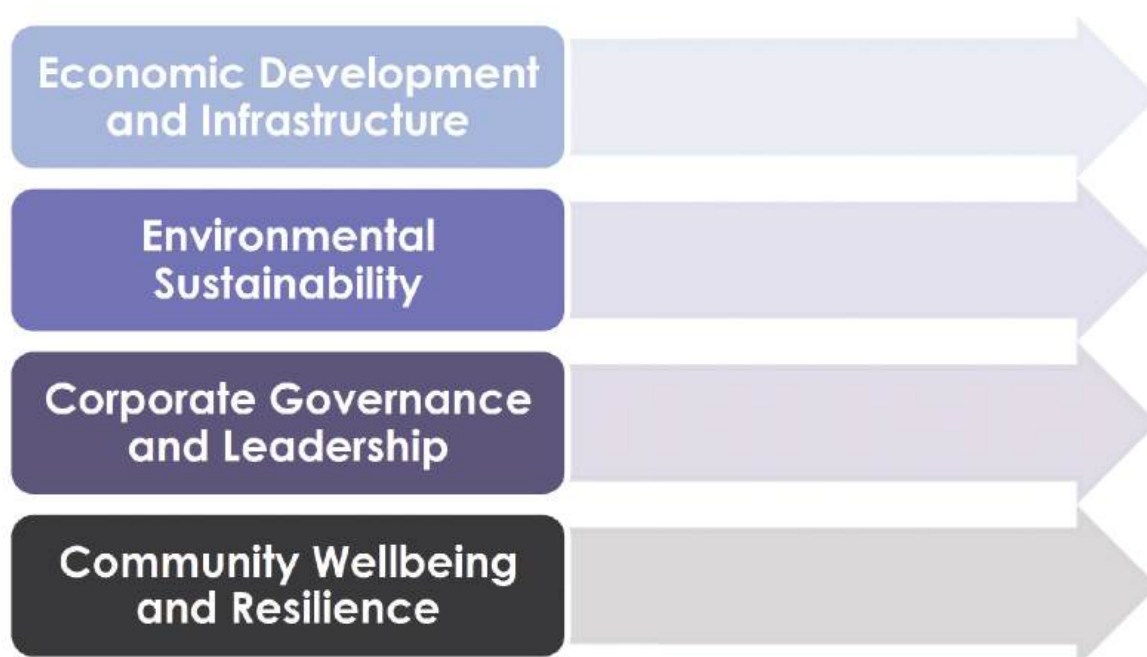 Economic Development
and Infrastructure
Environmental
Sustainability
Corporate Governance
and Leadership
Community Wellbeing
and Resilience